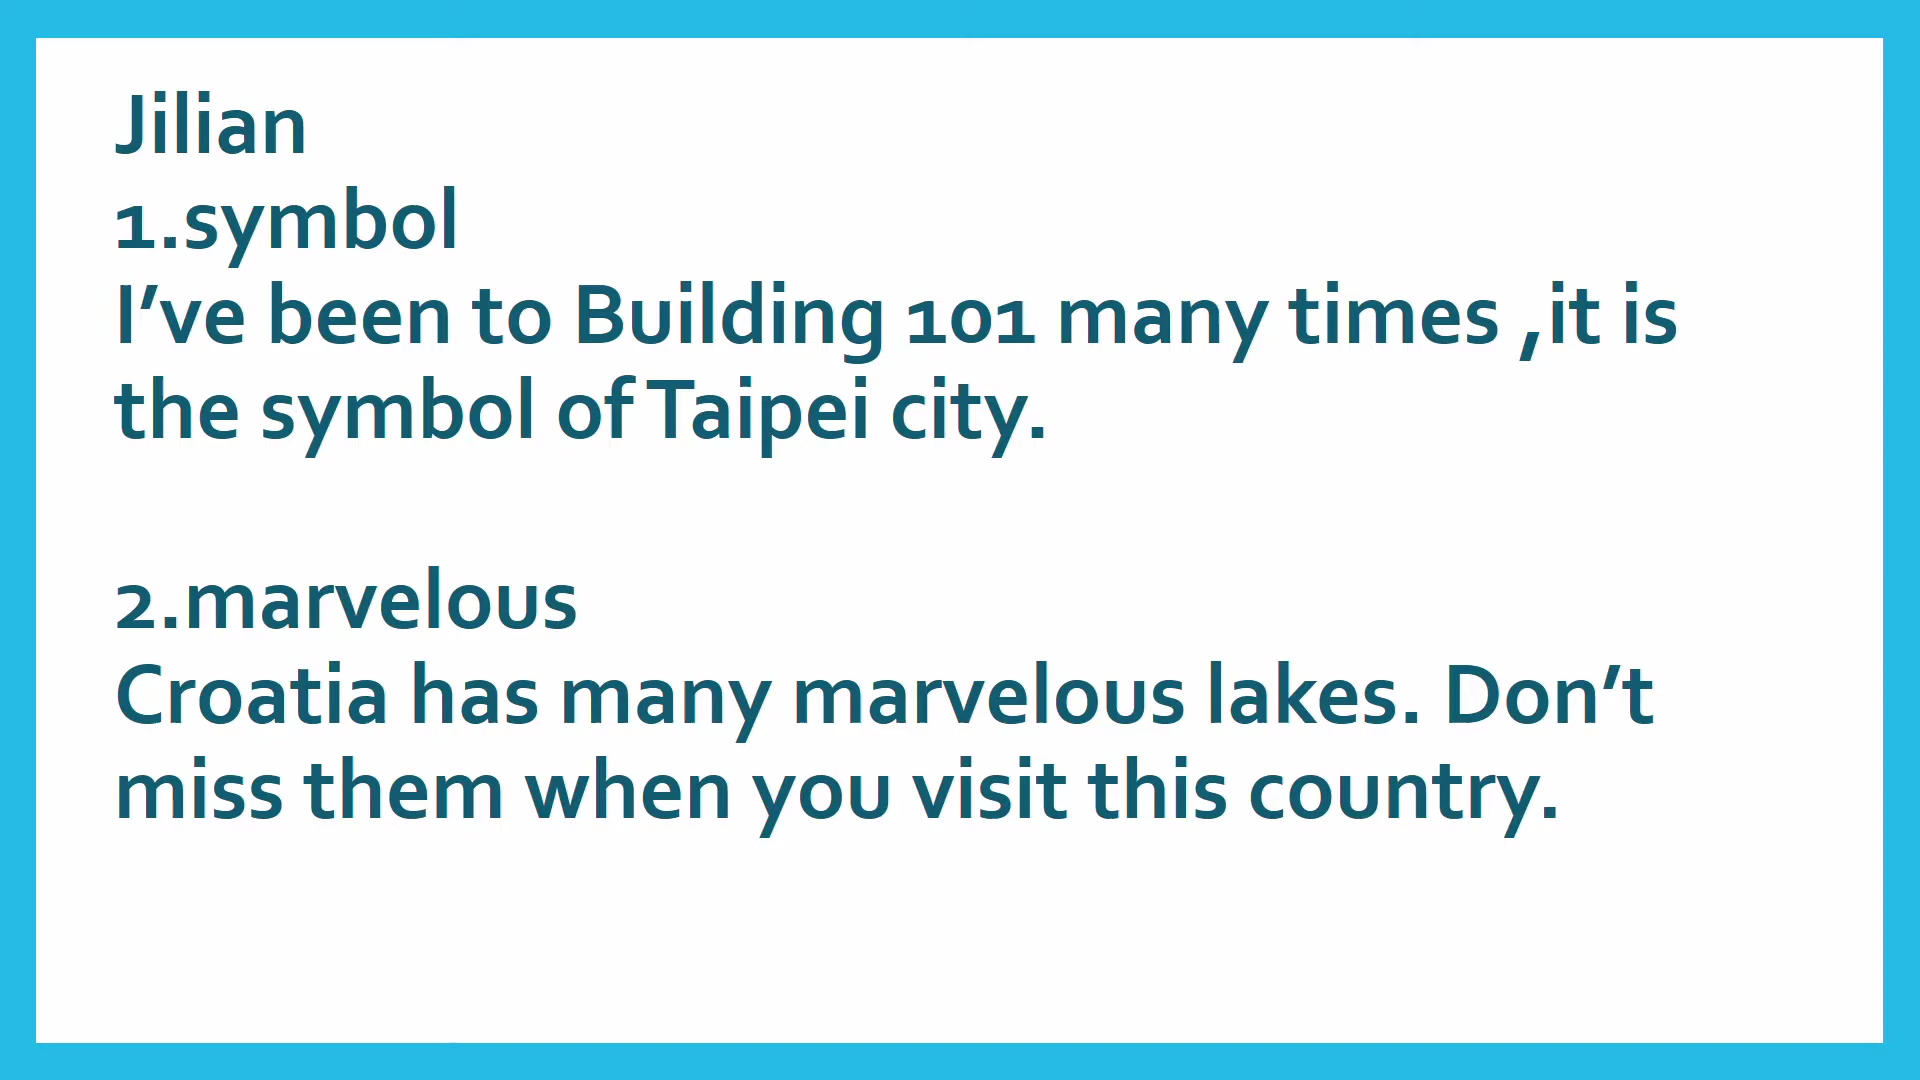 Jilian
1.symbol
I’ve been to Building 101 many times ,it is
the symbol of Taipei city.
2.marvelous
Croatia has many marvelous lakes. Don’t
miss them when you visit this country.